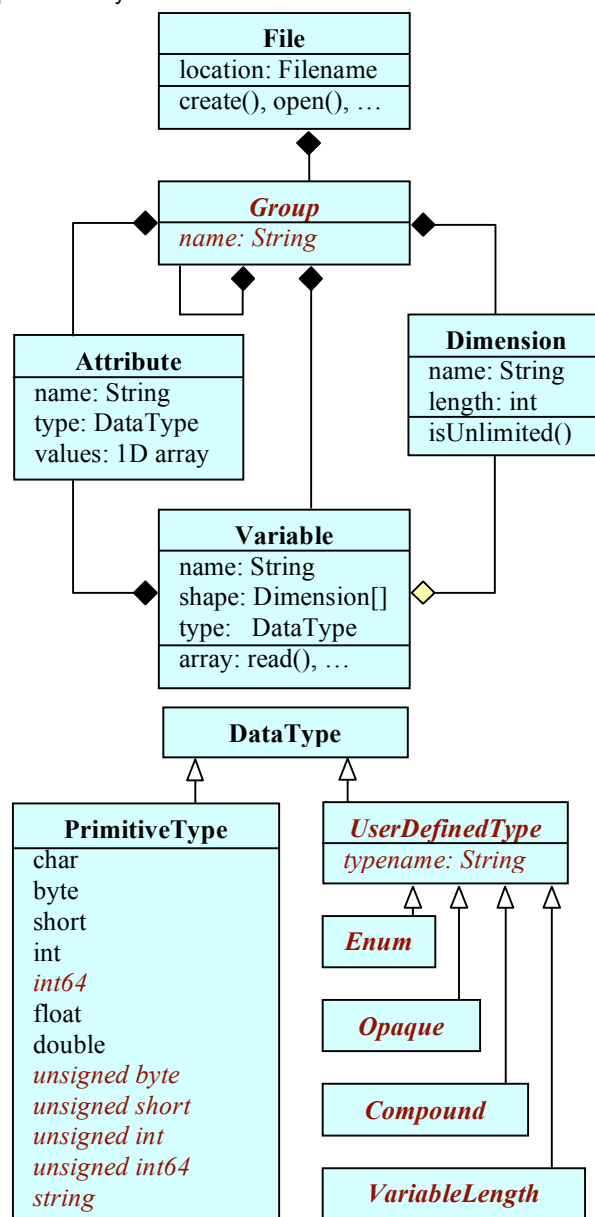 File
location: Filename
create(), open(), …
Group
name: String
Attribute
name: String
type: DataType
values: 1D array
Dimension
name: String
length: int
isUnlimited()
Variable
name: String
shape: Dimension[]
type: DataType
array: read(), …
DataType
PrimitiveType
char
byte
short
int
int64
float
double
unsigned byte
unsigned short
unsigned int
unsigned int64
string
UserDefinedType
typename: String
Enum
Opaque
Compound
VariableLength